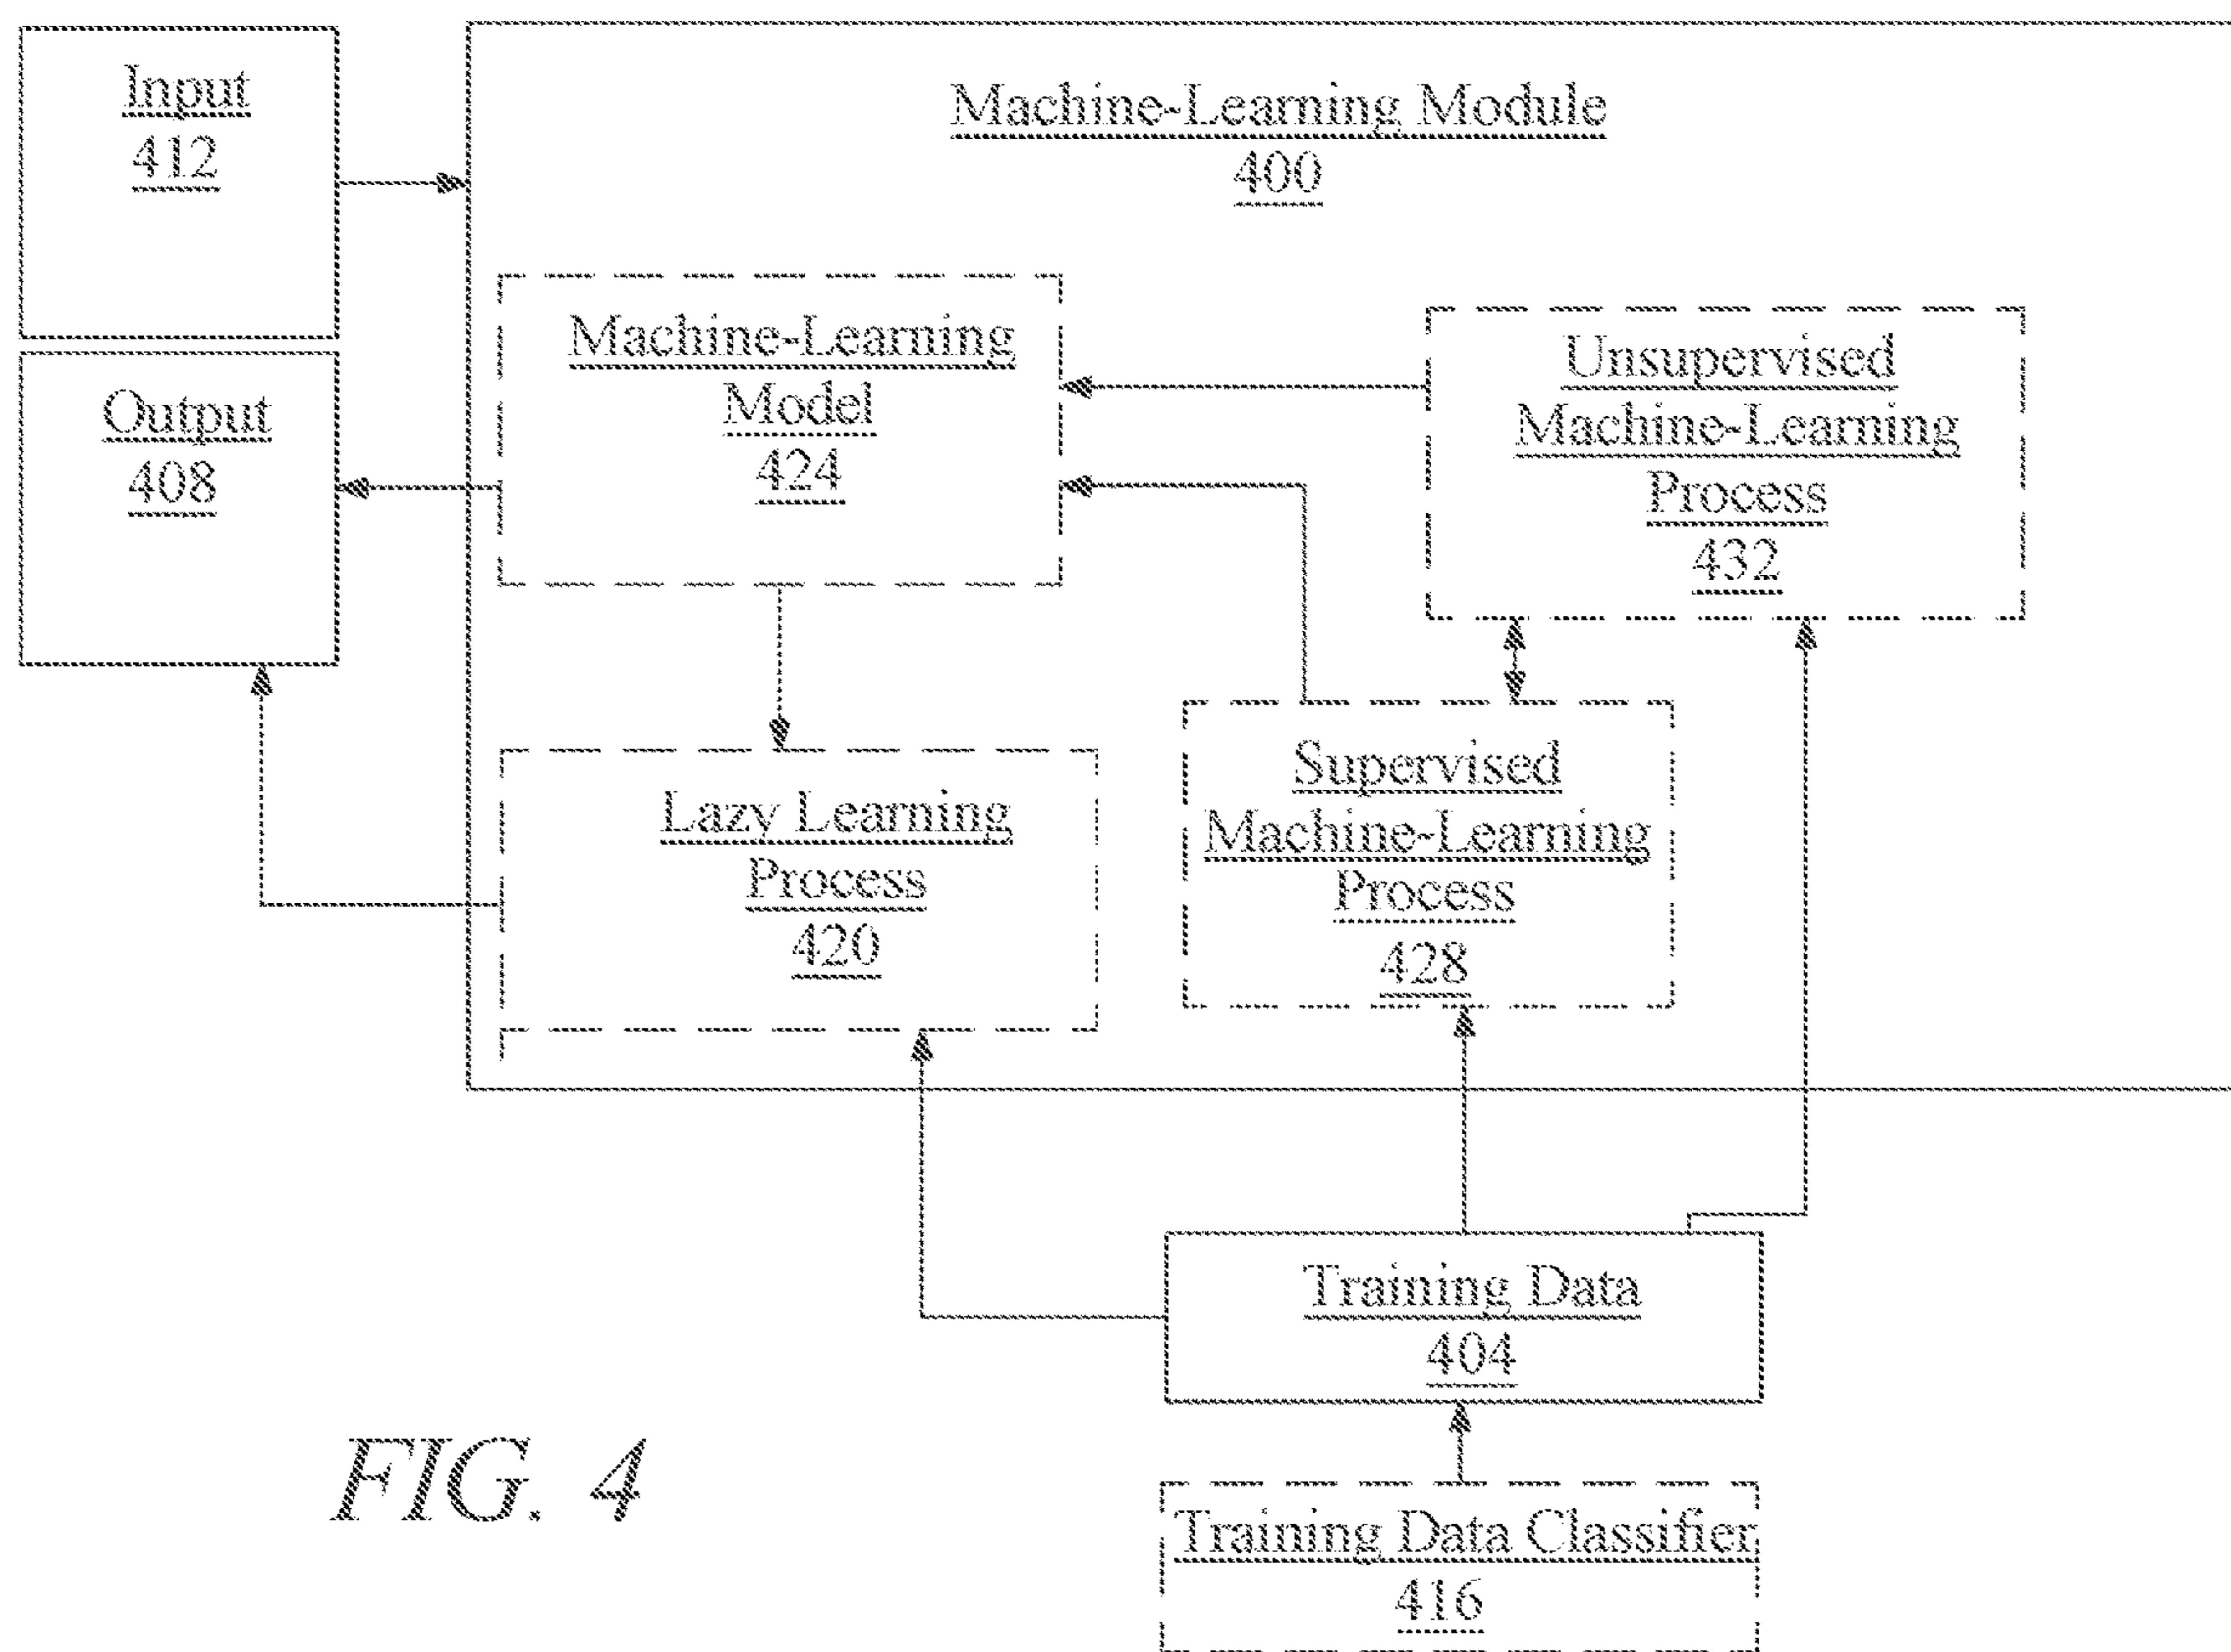 Input
412
Machine-Learning Module
400
Machine-Learning
Model
424
Unsupervised
Machine-Learning
Process
432
Output
408
Lazy Learning
Process
420
Supervised
Machine-Learning
Process
428
Training Data
404
FIG. 4
Training Data Classifier
416